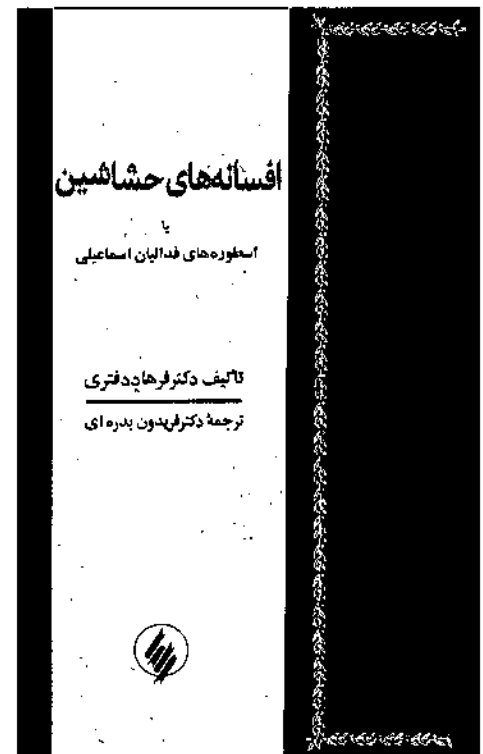 افسانه‌های حشاشین
یا
اسطوره‌های فدائیان اسماعیلی
تألیف دکتر فرهاد دفتری
ترجمهٔ دکتر فریدون بدره‌ای